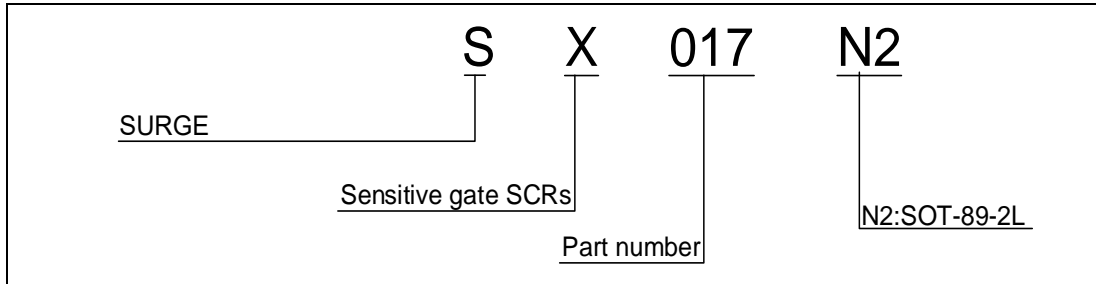 S X 017 N2
SURGE
Sensitive gate SCRs
N2:SOT-89-2L
Part number